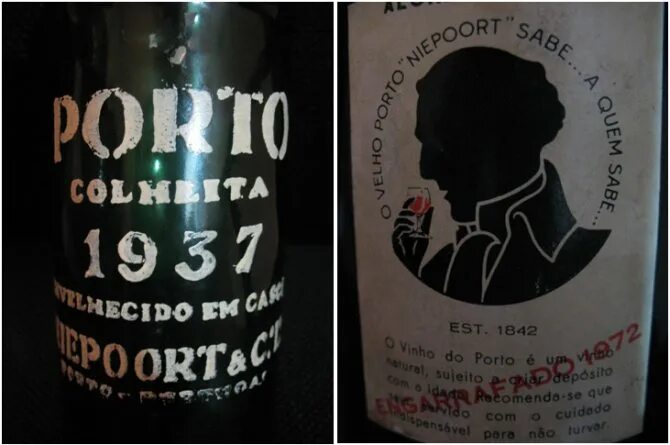 PORTO
COLHEITA
1937
ENVELHECIDO EM CASCO
NIEPOORT & C.
O VELHO PORTO "NIEPOORT" SABE... A QUEM SABE...
EST. 1842
O Vinho do Porto é um vinho
natural, sujeito a criar depósito
com a idade. Recomenda-se que
servido com o cuidado
indispensável para não turvar.
ENGARRAFADO 1972